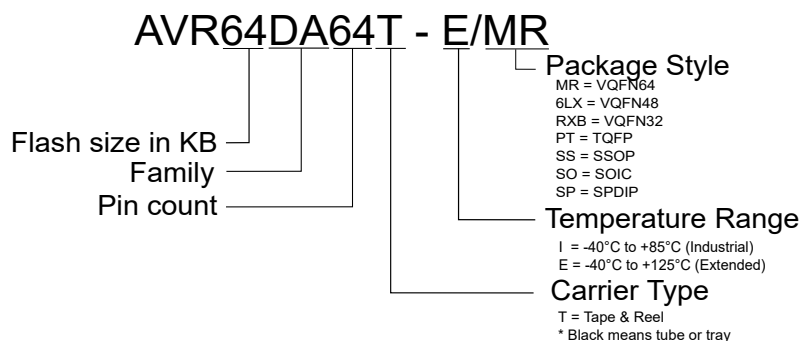 AVR64DA64T - E/MR
Package Style
MR = VQFN64
6LX = VQFN48
RXB = VQFN32
PT = TQFP
SS = SSOP
SO = SOIC
SP = SPDIP
Flash size in KB
Family
Pin count
Temperature Range
I = -40°C to +85°C (Industrial)
E = -40°C to +125°C (Extended)
Carrier Type
T = Tape & Reel
* Black means tube or tray